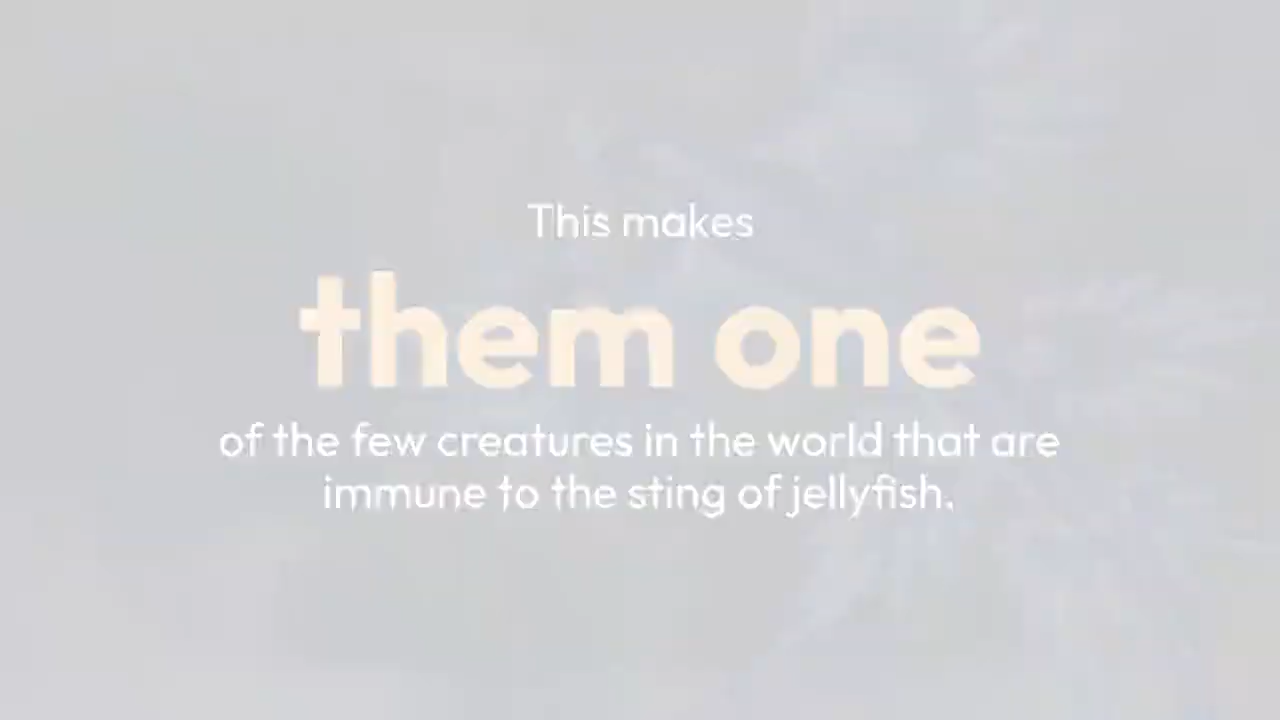 This makes
them one
of the few creatures in the world that are
immune to the sting of jellyfish.